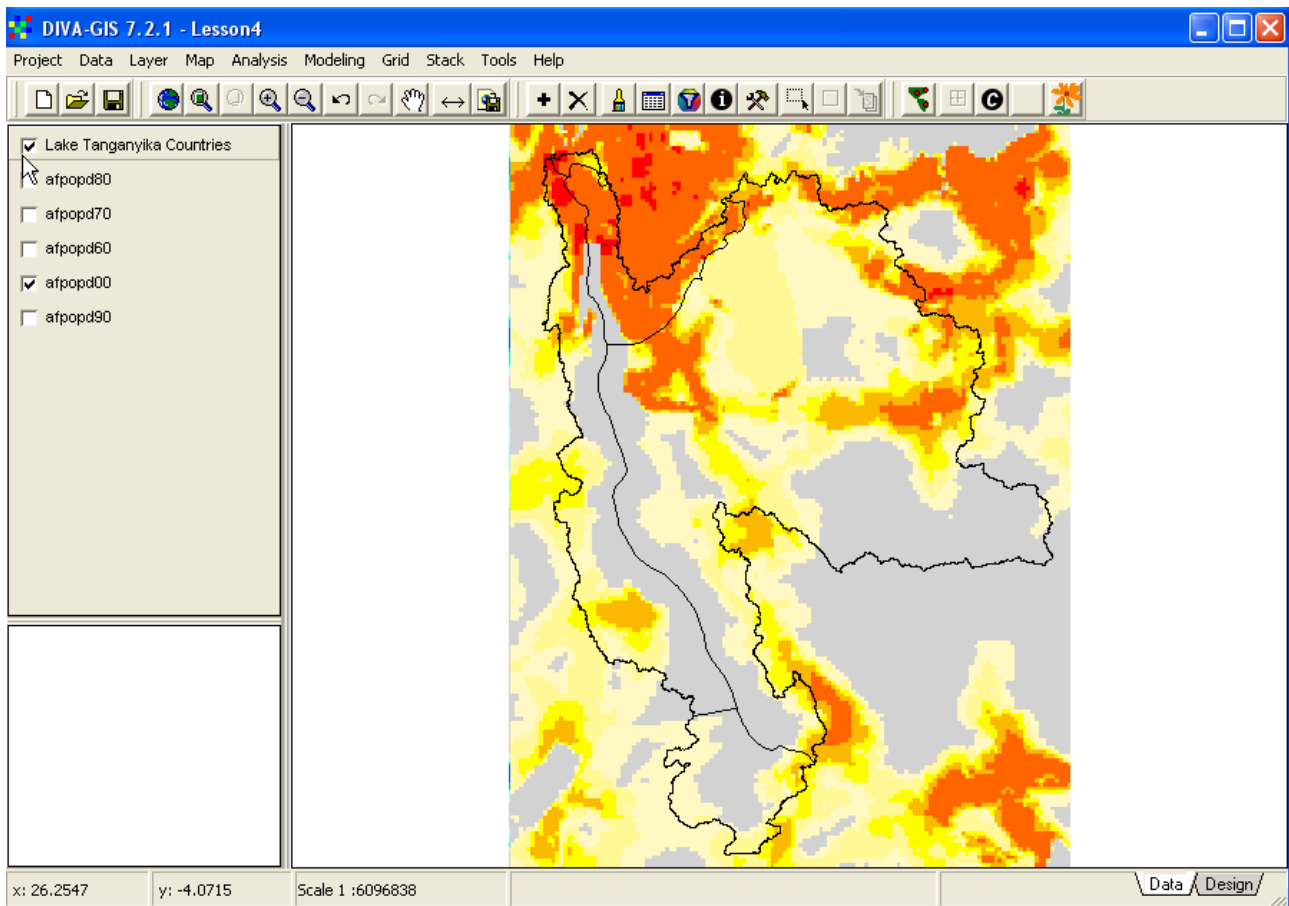 DIVA-GIS 7.2.1 - Lesson4
Project Data Layer Map Analysis Modeling Grid Stack Tools Help
Lake Tanganyika Countries
afpopd80
afpopd70
afpopd60
afpopd00
afpopd90
x: 26.2547 y: -4.0715 Scale 1 :6096838 Data Design